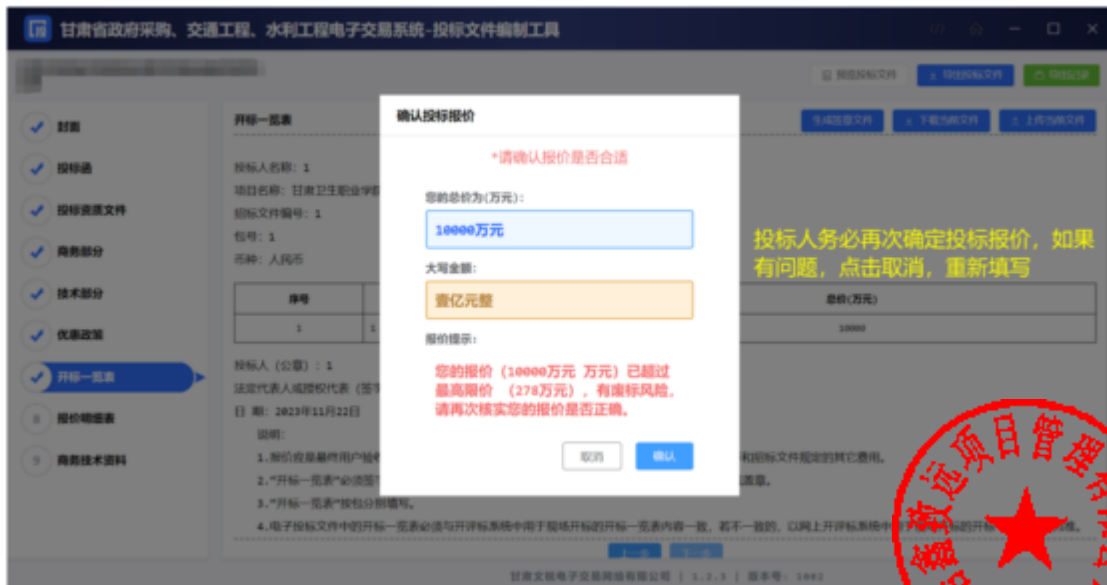 甘肃省政府采购、交通工程、水利工程电子交易系统-投标文件编制工具
预览投标文件
导出投标文件
导出记录
封面
投标函
投标资质文件
商务部分
技术部分
优惠政策
开标一览表
8 报价明细表
9 商务技术资料
开标一览表
生成签章文件
下载当前文件
上传当前文件
投标人名称: 1
项目名称: 甘肃卫生职业学院
招标文件编号: 1
包号: 1
币种: 人民币
序号 总价(万元)
1 1 10000
投标人(公章): 1
法定代表人或授权代表(签字
日 期: 2023年11月22日
说明:
1.报价应是最终用户验收
和招标文件规定的其它费用。
2."开标一览表"必须签
盖章。
3."开标一览表"按包分别填写。
4.电子投标文件中的开标一览表必须与开评标系统中用于现场开标的开标一览表内容一致, 若不一致的, 以网上开评标系统中
确认投标报价
*请确认报价是否合适
您的总价为(万元):
10000万元
大写金额:
壹亿元整
报价提示:
您的报价(10000万元 万元)已超过
最高限价 (278万元), 有废标风险,
请再次核实您的报价是否正确。
取消
确认
投标人务必再次确定投标报价, 如果
有问题, 点击取消, 重新填写
上一步
下一步
甘肃文锐电子交易网络有限公司 | 1.2.3 | 版本号: 1002
致远项目管理